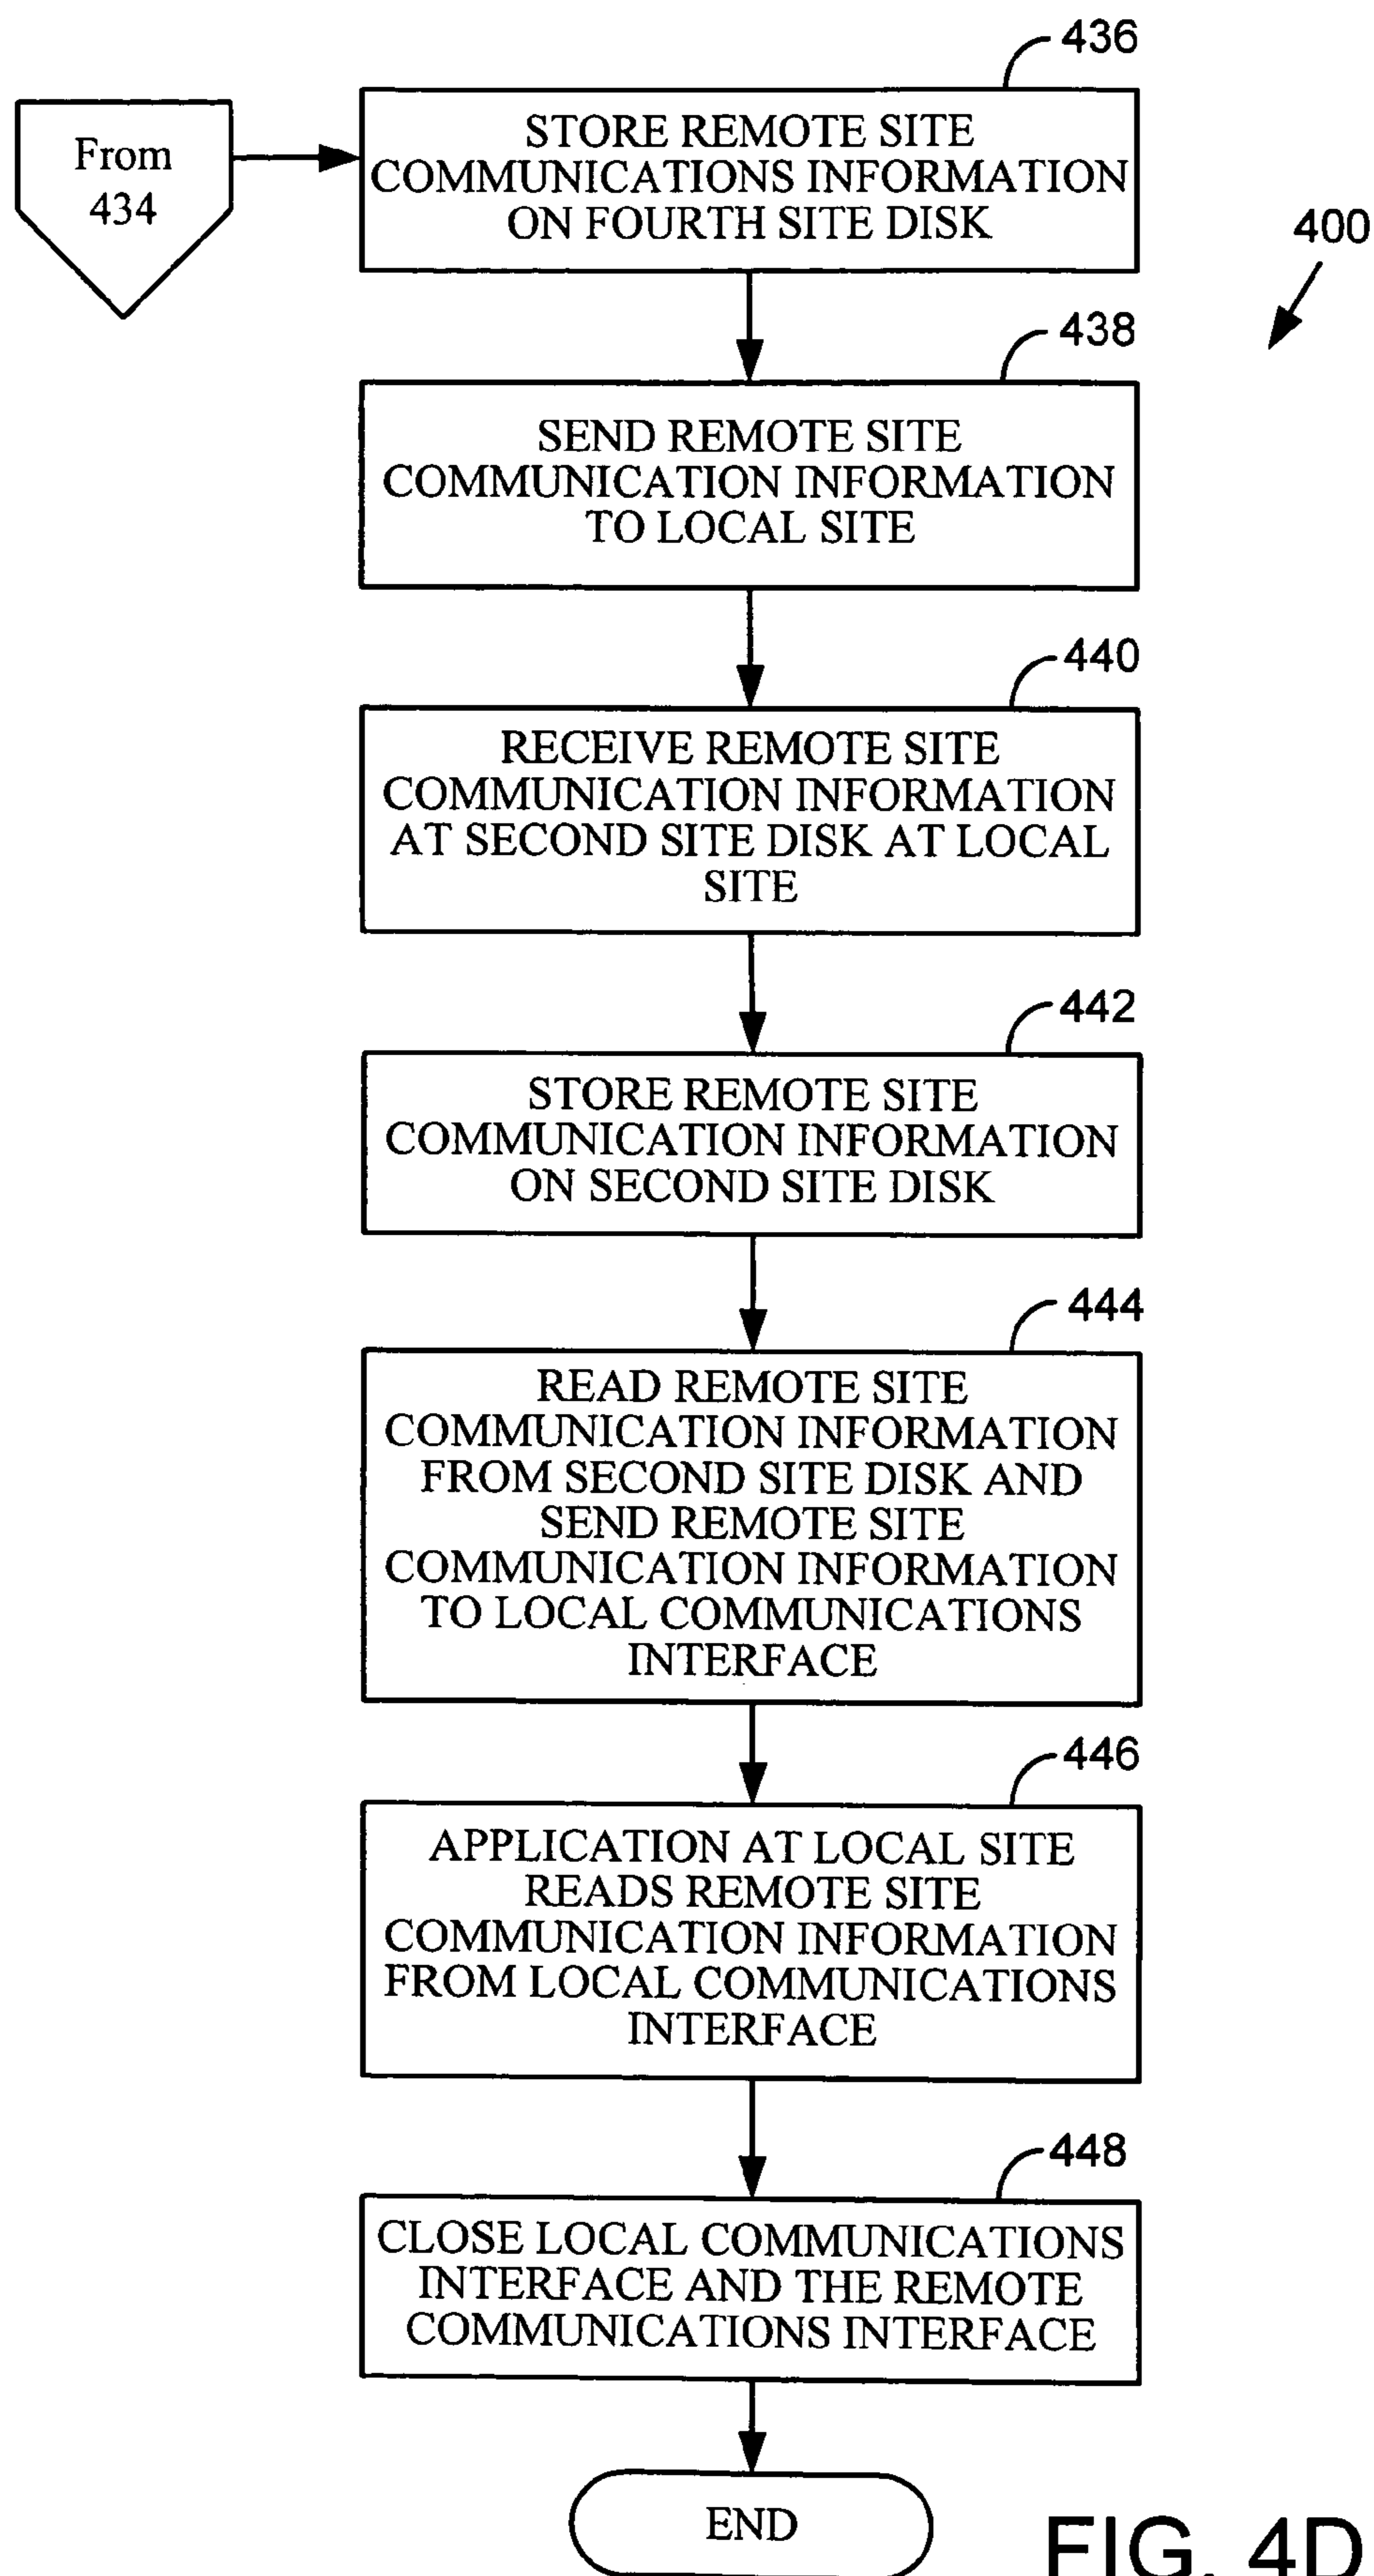 436
From
434
STORE REMOTE SITE
COMMUNICATIONS INFORMATION
ON FOURTH SITE DISK
400
438
SEND REMOTE SITE
COMMUNICATION INFORMATION
TO LOCAL SITE
440
RECEIVE REMOTE SITE
COMMUNICATION INFORMATION
AT SECOND SITE DISK AT LOCAL
SITE
442
STORE REMOTE SITE
COMMUNICATION INFORMATION
ON SECOND SITE DISK
444
READ REMOTE SITE
COMMUNICATION INFORMATION
FROM SECOND SITE DISK AND
SEND REMOTE SITE
COMMUNICATION INFORMATION
TO LOCAL COMMUNICATIONS
INTERFACE
446
APPLICATION AT LOCAL SITE
READS REMOTE SITE
COMMUNICATION INFORMATION
FROM LOCAL COMMUNICATIONS
INTERFACE
448
CLOSE LOCAL COMMUNICATIONS
INTERFACE AND THE REMOTE
COMMUNICATIONS INTERFACE
END
FIG. 4D